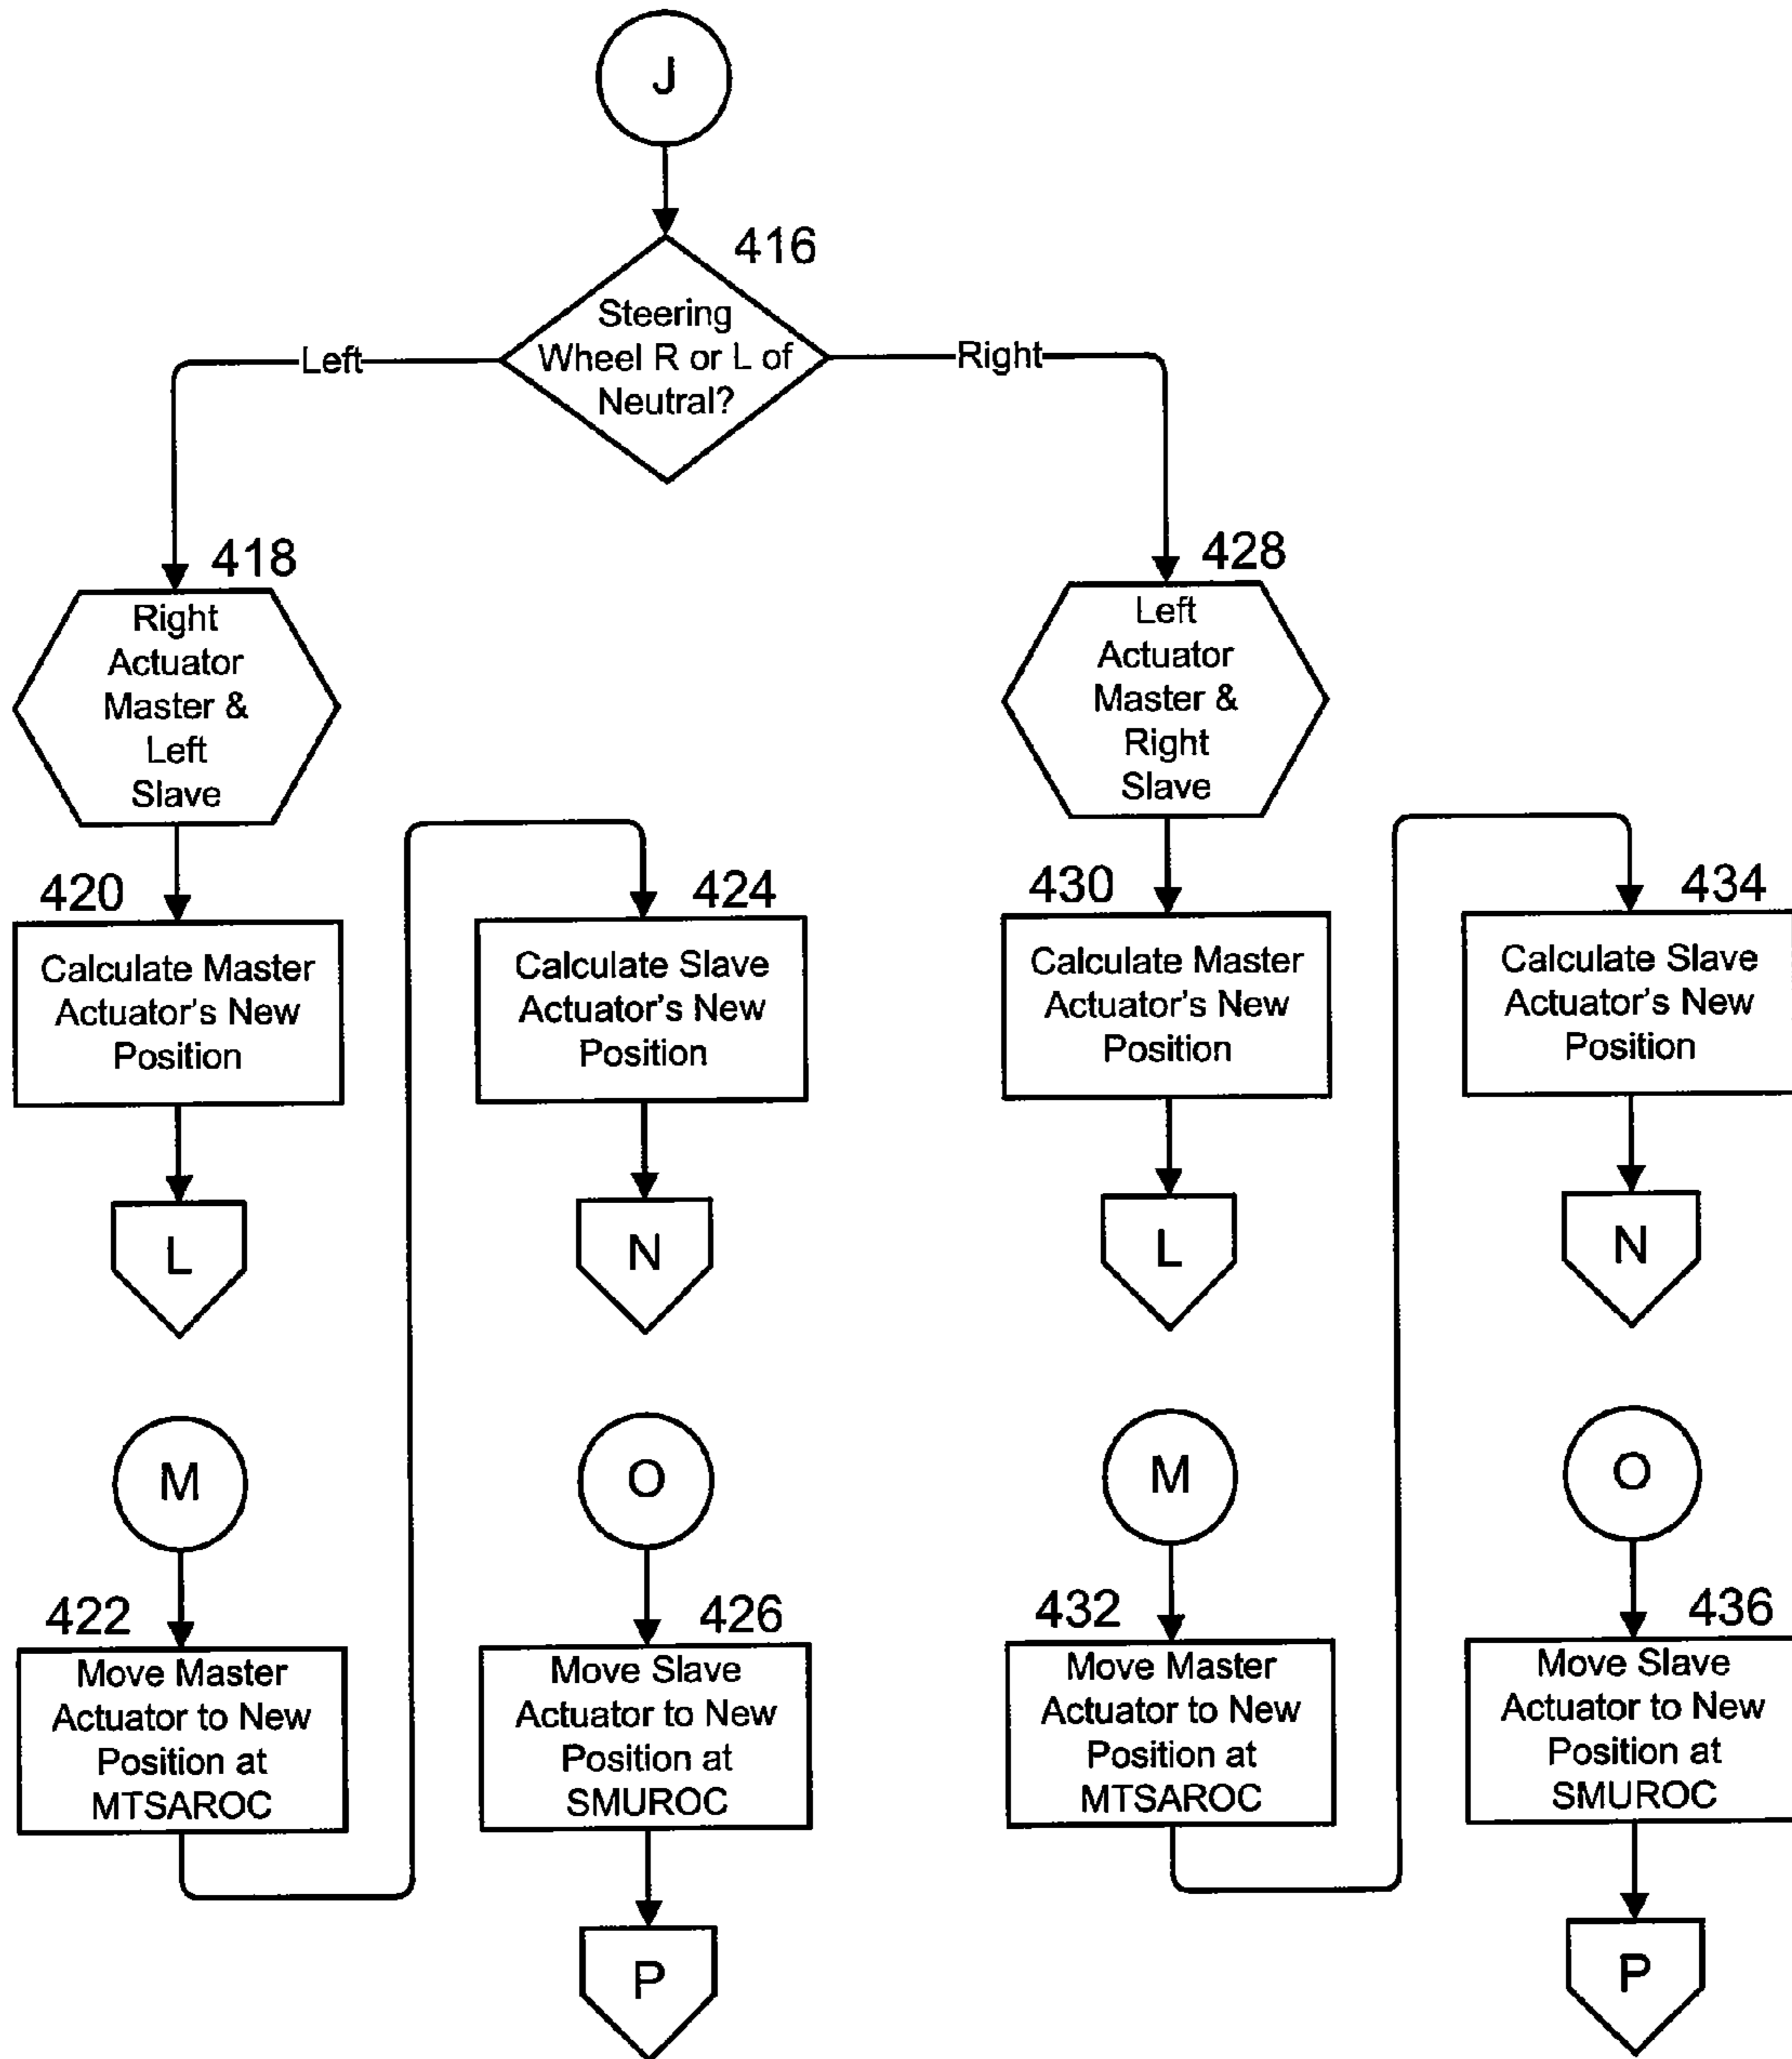 J
416
Steering
Wheel R or L of
Neutral?
Left
Right
418
Right
Actuator
Master &
Left
Slave
428
Left
Actuator
Master &
Right
Slave
420
Calculate Master
Actuator's New
Position
424
Calculate Slave
Actuator's New
Position
430
Calculate Master
Actuator's New
Position
434
Calculate Slave
Actuator's New
Position
L
N
L
N
M
O
M
O
422
Move Master
Actuator to New
Position at
MTSAROC
426
Move Slave
Actuator to New
Position at
SMUROC
432
Move Master
Actuator to New
Position at
MTSAROC
436
Move Slave
Actuator to New
Position at
SMUROC
P
P